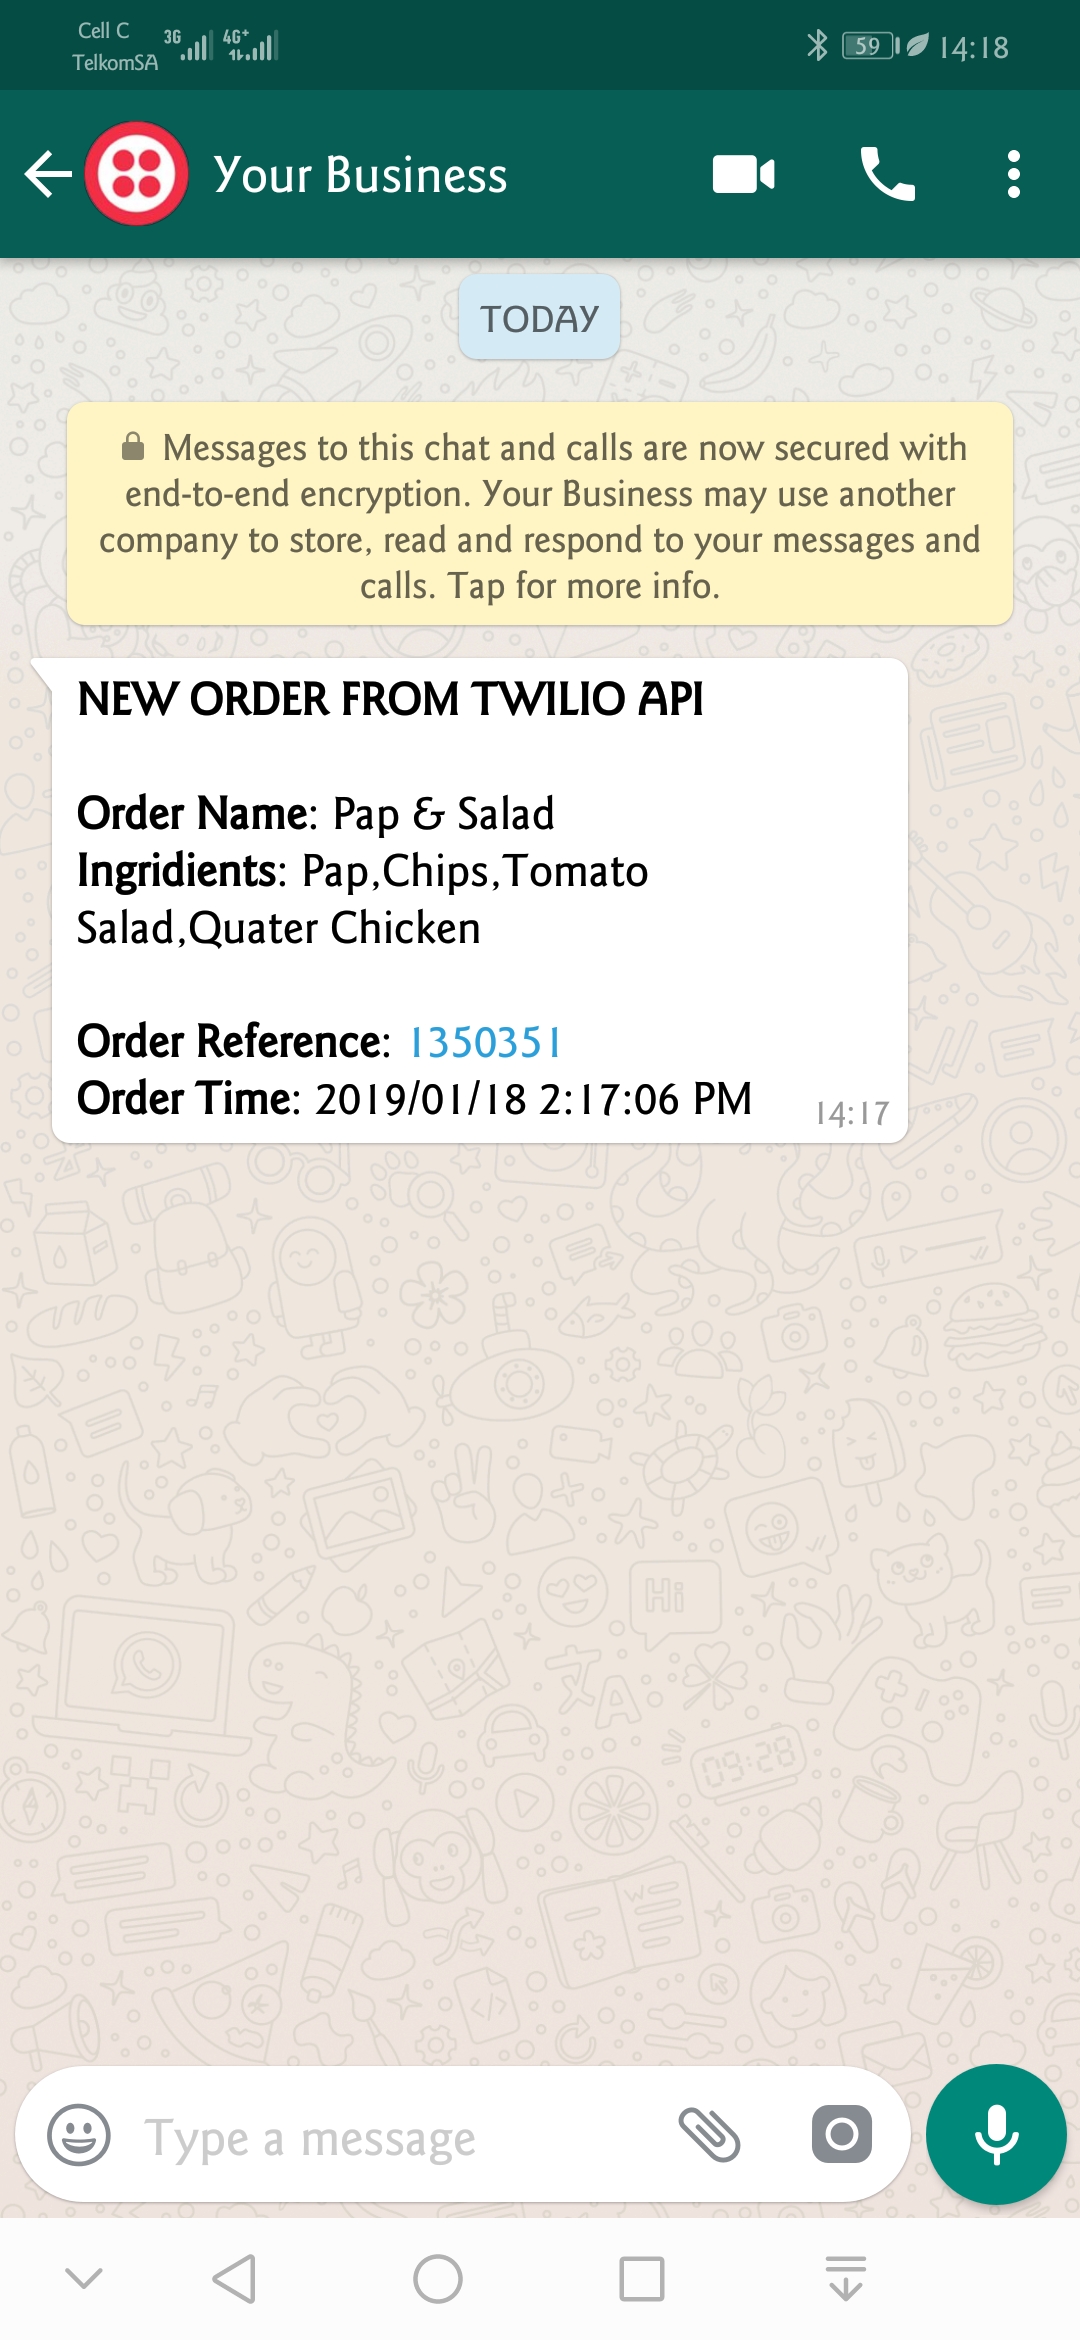 Cell C
TelkomSA
3G
4G+
59
14:18
Your Business
TODAY
Messages to this chat and calls are now secured with
end-to-end encryption. Your Business may use another
company to store, read and respond to your messages and
calls. Tap for more info.
NEW ORDER FROM TWILIO API
Order Name: Pap & Salad
Ingridients: Pap,Chips,Tomato
Salad,Quater Chicken
Order Reference: 1350351
Order Time: 2019/01/18 2:17:06 PM
14:17
Hi
09:28
Type a message